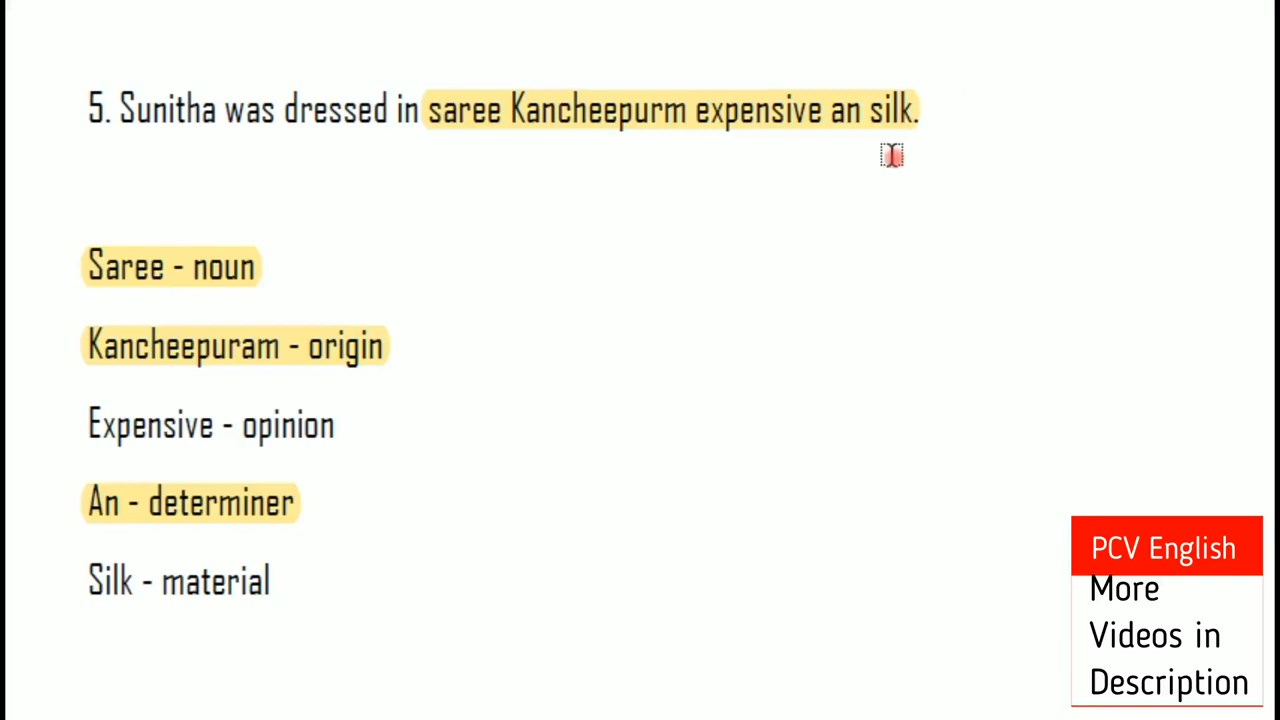 5. Sunitha was dressed in saree Kancheepurm expensive an silk.
Saree - noun
Kancheepuram - origin
Expensive - opinion
An - determiner
Silk - material
PCV English
More
Videos in
Description